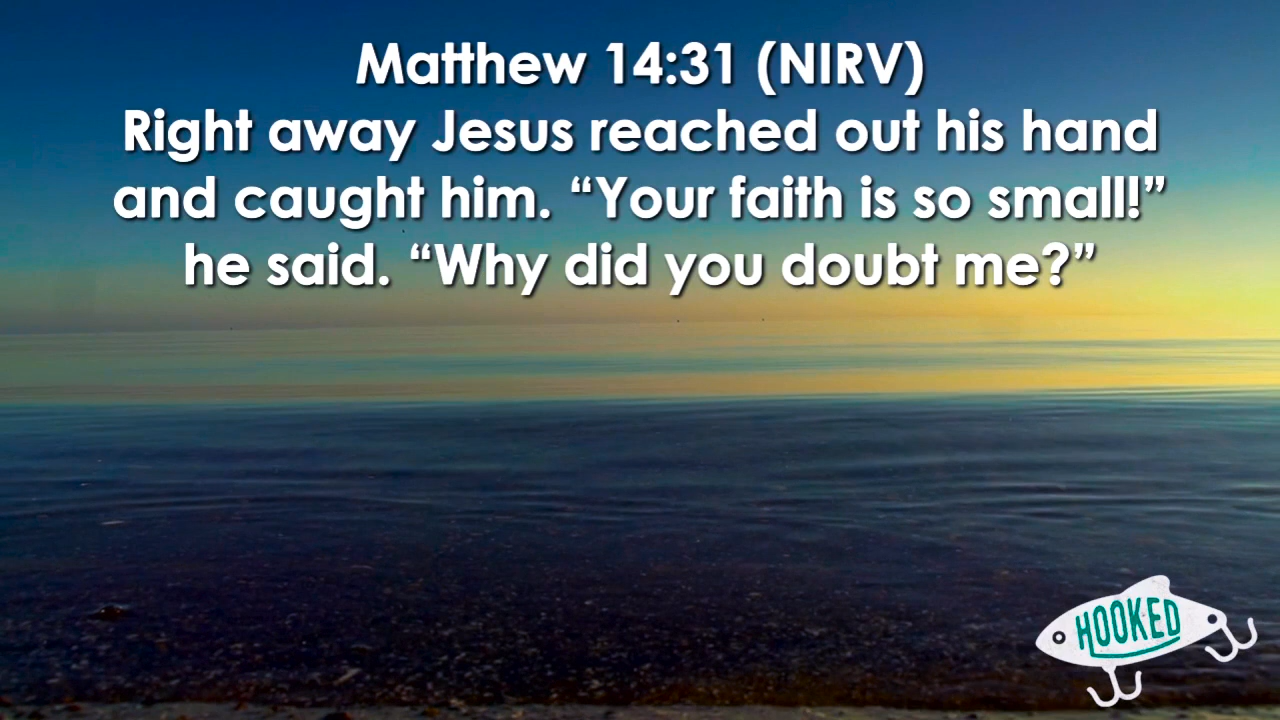 Matthew 14:31 (NIRV)
Right away Jesus reached out his hand
and caught him. “Your faith is so small!”
he said. “Why did you doubt me?”
HOOKED